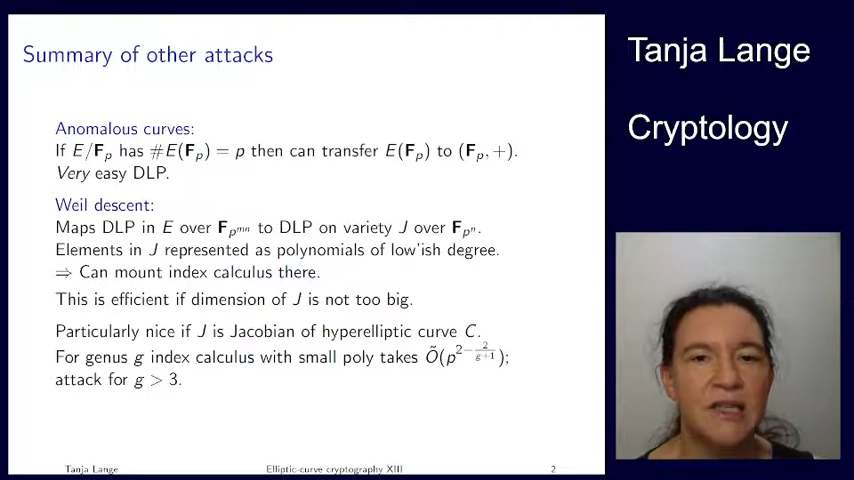 Summary of other attacks
Anomalous curves:
If E/F_p has #E(F_p) = p then can transfer E(F_p) to (F_p, +).
Very easy DLP.
Weil descent:
Maps DLP in E over F_{p^{mn}} to DLP on variety J over F_{p^n}.
Elements in J represented as polynomials of low'ish degree.
⇒ Can mount index calculus there.
This is efficient if dimension of J is not too big.
Particularly nice if J is Jacobian of hyperelliptic curve C.
For genus g index calculus with small poly takes Õ(p^{2−\frac{2}{g+1}});
attack for g > 3.
Tanja Lange
Elliptic-curve cryptography XIII
2
Tanja Lange
Cryptology